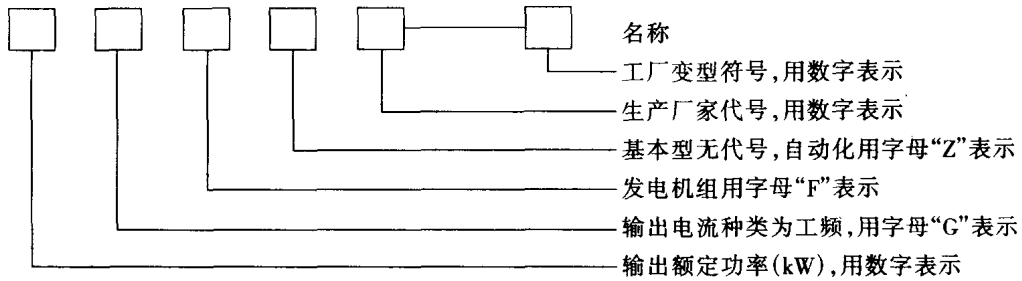 名称
工厂变型符号,用数字表示
生产厂家代号,用数字表示
基本型无代号,自动化用字母“Z”表示
发电机组用字母“F”表示
输出电流种类为工频,用字母“G”表示
输出额定功率(kW),用数字表示